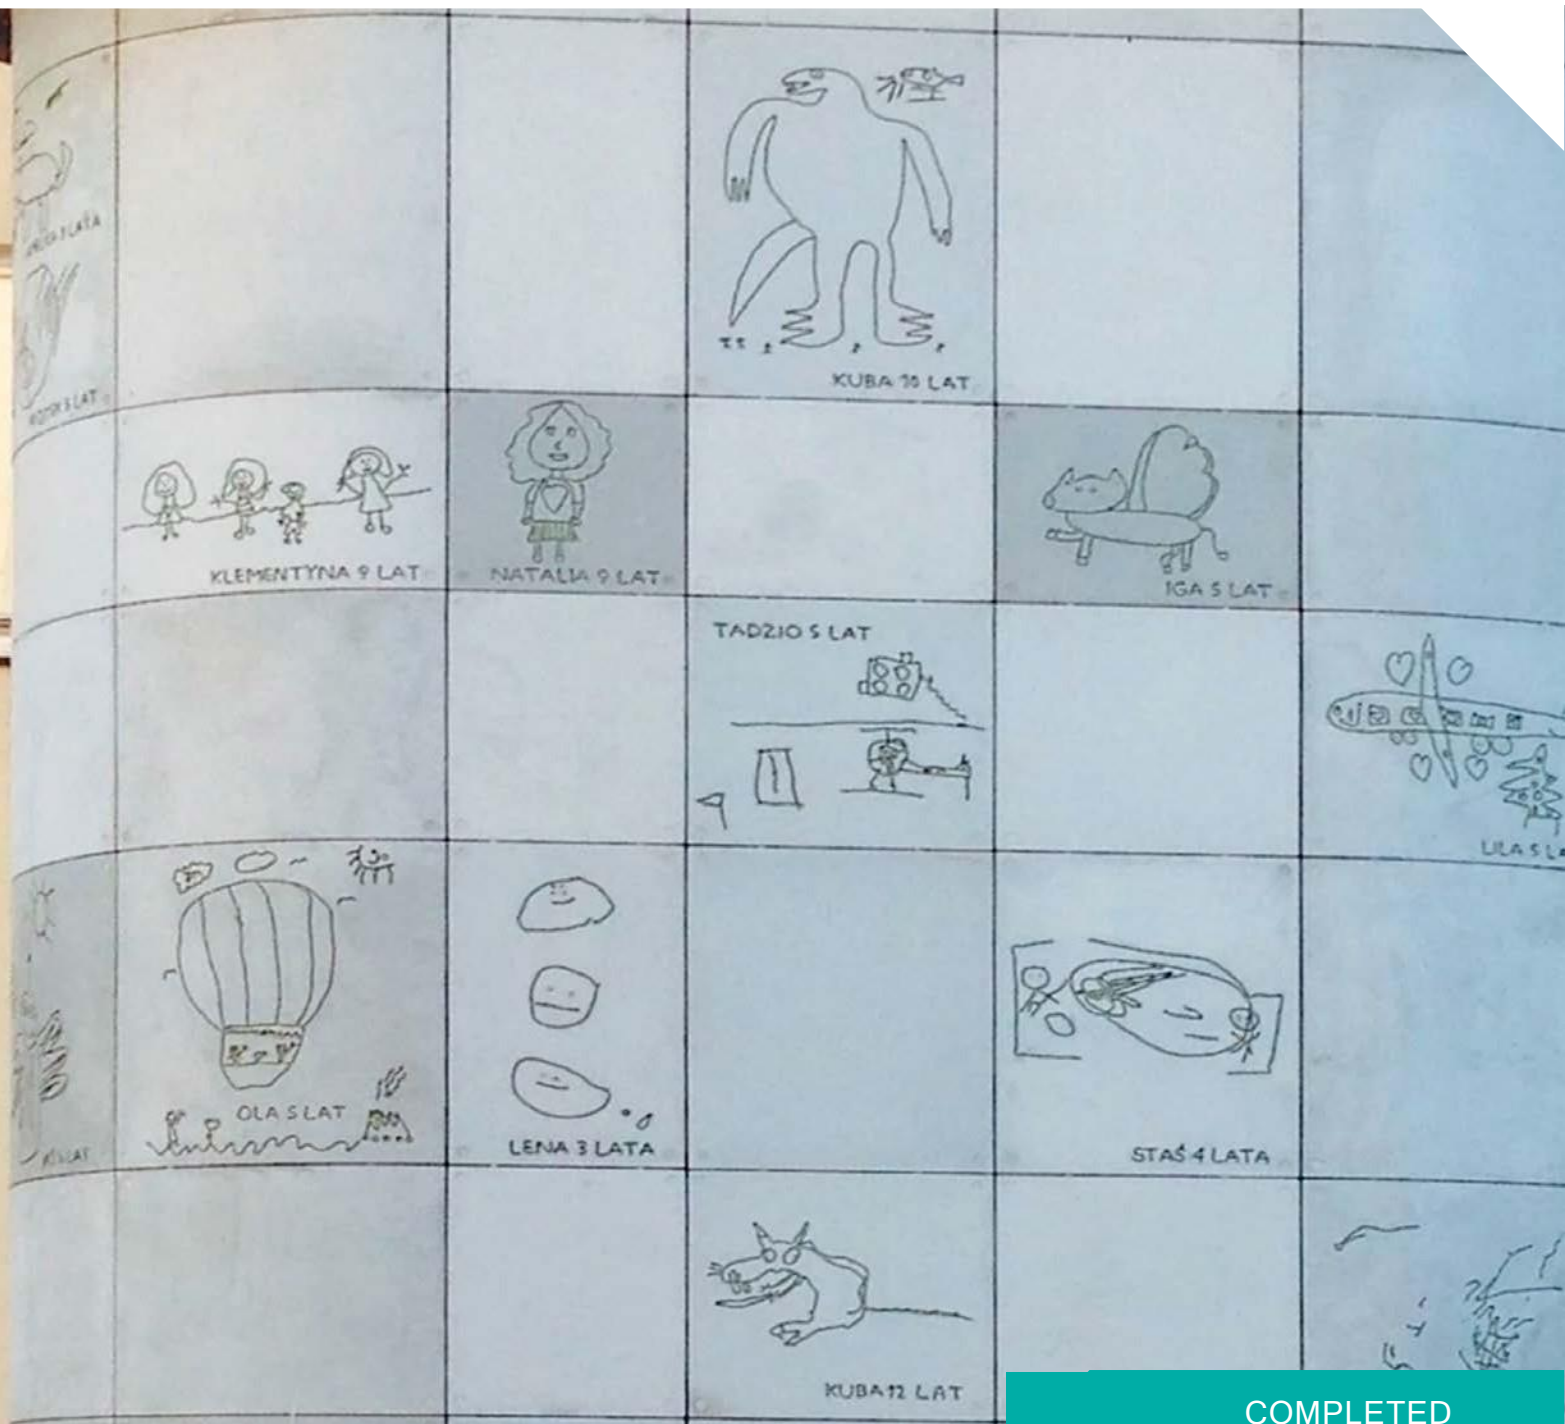 KUBA 10 LAT
KLEMENTYNA 9 LAT
NATALIA 9 LAT
IGA 5 LAT
TADZIO 5 LAT
OLA 5 LAT
LENA 3 LATA
STAŚ 4 LATA
KUBA 12 LAT
COMPLETED